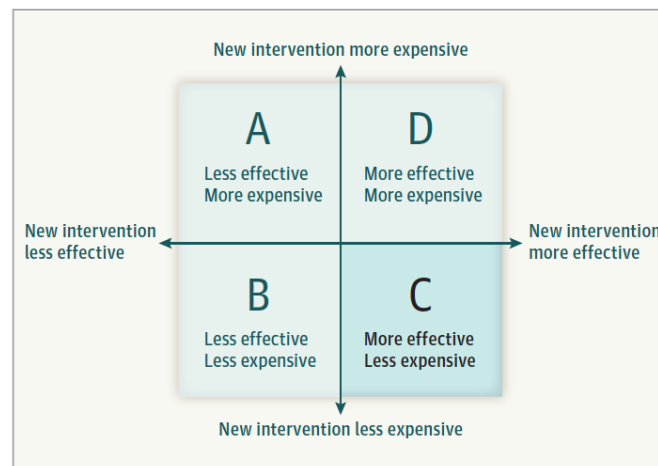 New intervention more expensive
A
Less effective
More expensive
D
More effective
More expensive
New intervention
less effective
New intervention
more effective
B
Less effective
Less expensive
C
More effective
Less expensive
New intervention less expensive